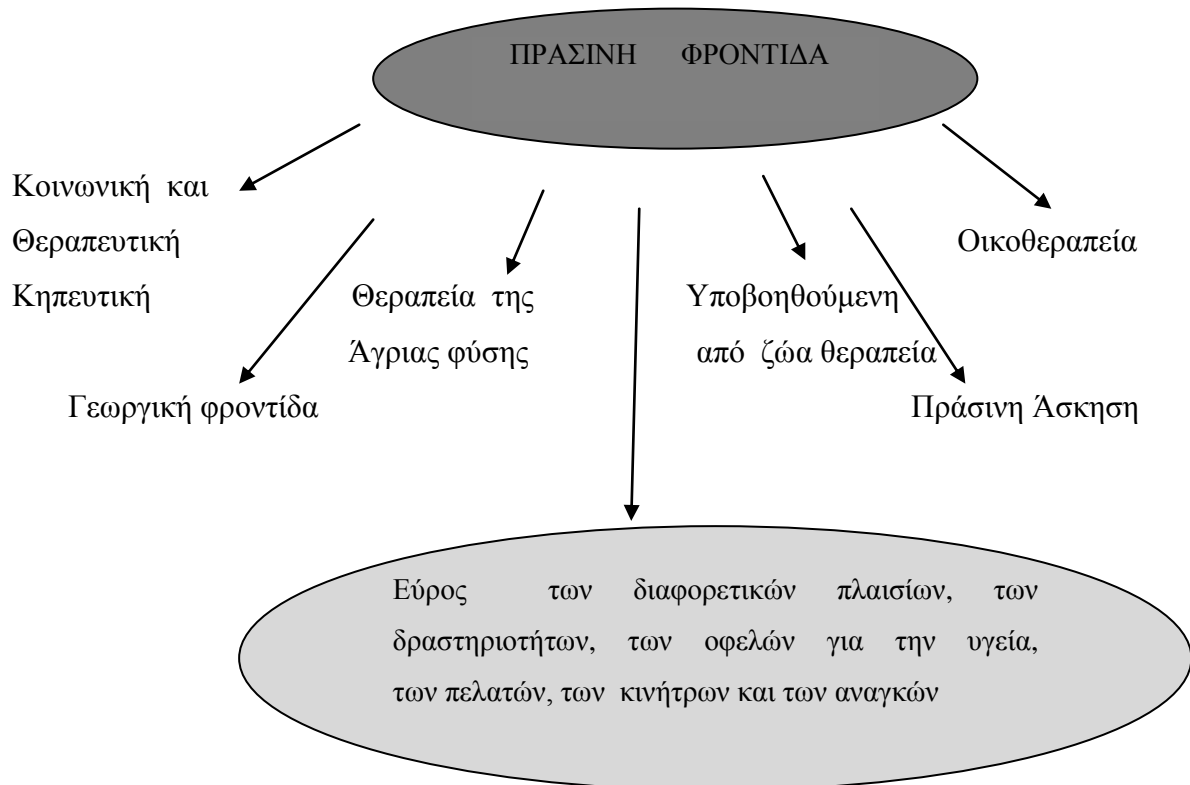 ΠΡΑΣΙΝΗ ΦΡΟΝΤΙΔΑ
Κοινωνική και
Θεραπευτική
Κηπευτική
Οικοθεραπεία
Θεραπεία της
Άγριας φύσης
Υποβοηθούμενη
από ζώα θεραπεία
Γεωργική φροντίδα
Πράσινη Άσκηση
Εύρος των διαφορετικών πλαισίων, των
δραστηριοτήτων, των οφελών για την υγεία,
των πελατών, των κινήτρων και των αναγκών